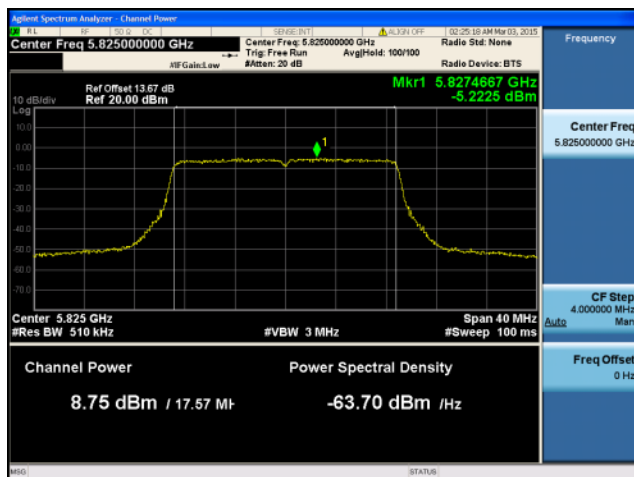 Agilent Spectrum Analyzer - Channel Power
RL RF 50 Ω DC SENSE:INT ALIGN OFF 02:25:18 AM Mar 03, 2015
Center Freq 5.825000000 GHz
Center Freq: 5.825000000 GHz
Radio Std: None
Trig: Free Run Avg|Hold: 100/100
#IFGain:Low #Atten: 20 dB Radio Device: BTS
Frequency
Mkr1 5.8274667 GHz
-5.2225 dBm
Ref Offset 13.67 dB
10 dB/div Ref 20.00 dBm
Log
10.0
0.00
-10.0
-20.0
-30.0
-40.0
-50.0
-60.0
-70.0
1
Center 5.825 GHz Span 40 MHz
#Res BW 510 kHz #VBW 3 MHz #Sweep 100 ms
Channel Power Power Spectral Density
8.75 dBm / 17.57 MH -63.70 dBm /Hz
Center Freq
5.825000000 GHz
CF Step
4.000000 MHz
Auto Man
Freq Offset
0 Hz
MSG STATUS